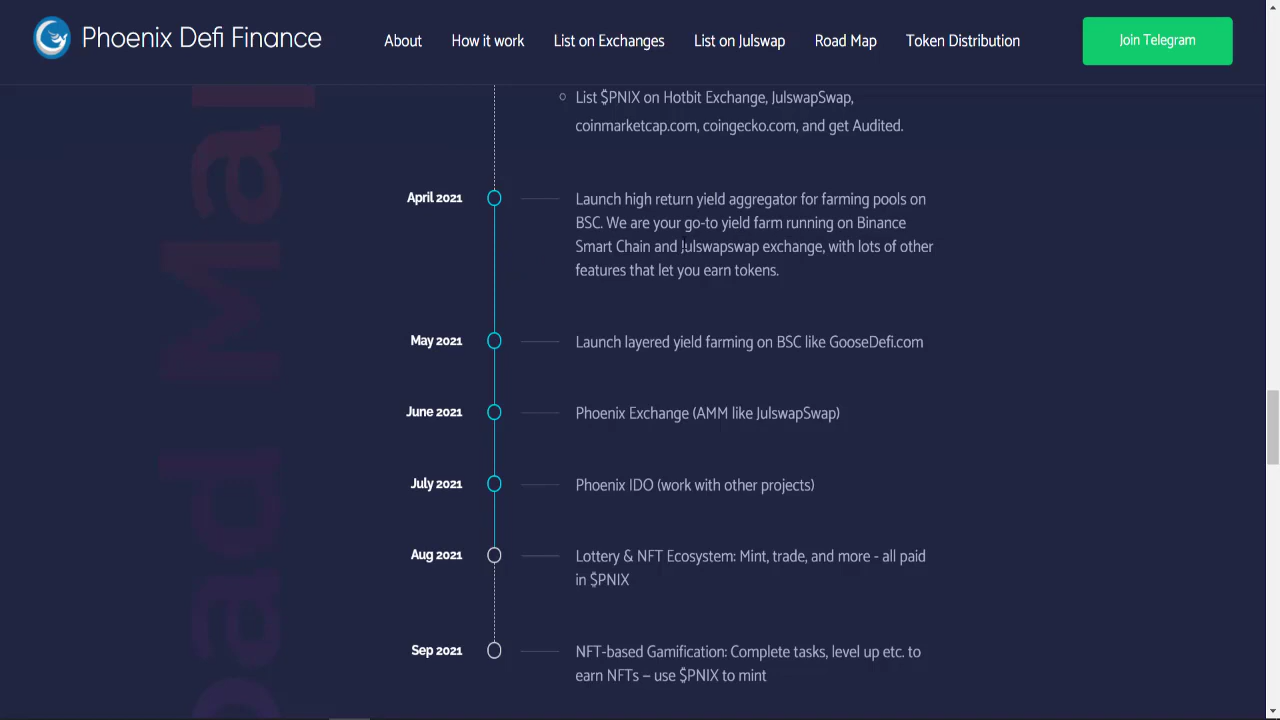 Phoenix Defi Finance
About How it work List on Exchanges List on Julswap Road Map Token Distribution Join Telegram
List $PNIX on Hotbit Exchange, JulswapSwap,
coinmarketcap.com, coingecko.com, and get Audited.
April 2021
Launch high return yield aggregator for farming pools on
BSC. We are your go-to yield farm running on Binance
Smart Chain and Julswapswap exchange, with lots of other
features that let you earn tokens.
May 2021
Launch layered yield farming on BSC like GooseDefi.com
June 2021
Phoenix Exchange (AMM like JulswapSwap)
July 2021
Phoenix IDO (work with other projects)
Aug 2021
Lottery & NFT Ecosystem: Mint, trade, and more - all paid
in $PNIX
Sep 2021
NFT-based Gamification: Complete tasks, level up etc. to
earn NFTs – use $PNIX to mint